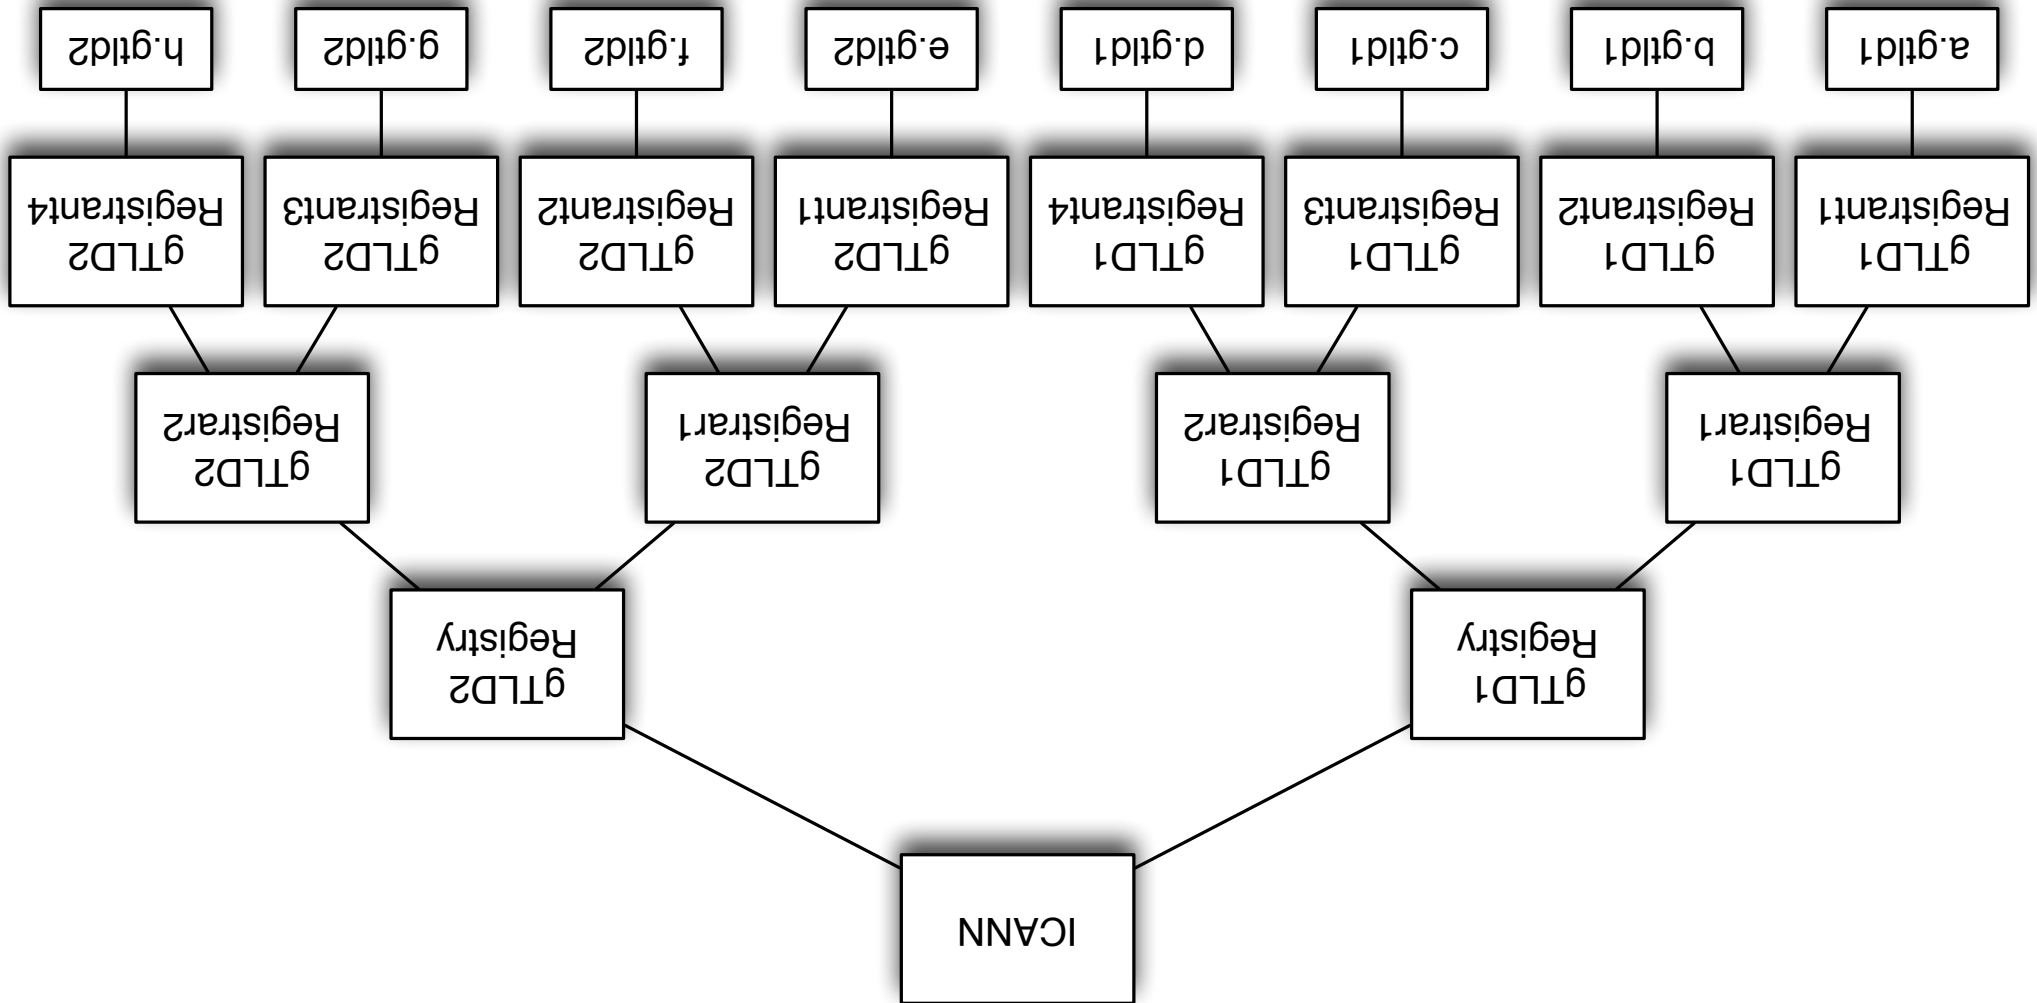 ICANN
gTLD1
Registry
gTLD2
Registry
gTLD1
Registrar1
gTLD1
Registrar2
gTLD2
Registrar1
gTLD2
Registrar2
gTLD1
Registrant1
gTLD1
Registrant2
gTLD1
Registrant3
gTLD1
Registrant4
gTLD2
Registrant1
gTLD2
Registrant2
gTLD2
Registrant3
gTLD2
Registrant4
a.gtld1
b.gtld1
c.gtld1
d.gtld1
e.gtld2
f.gtld2
g.gtld2
h.gtld2